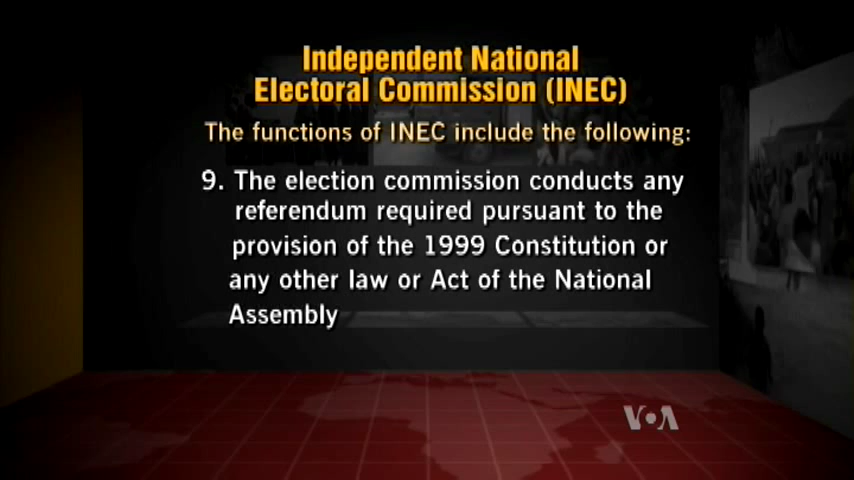 Independent National
Electoral Commission (INEC)
The functions of INEC include the following:
9. The election commission conducts any
referendum required pursuant to the
provision of the 1999 Constitution or
any other law or Act of the National
Assembly
VOA